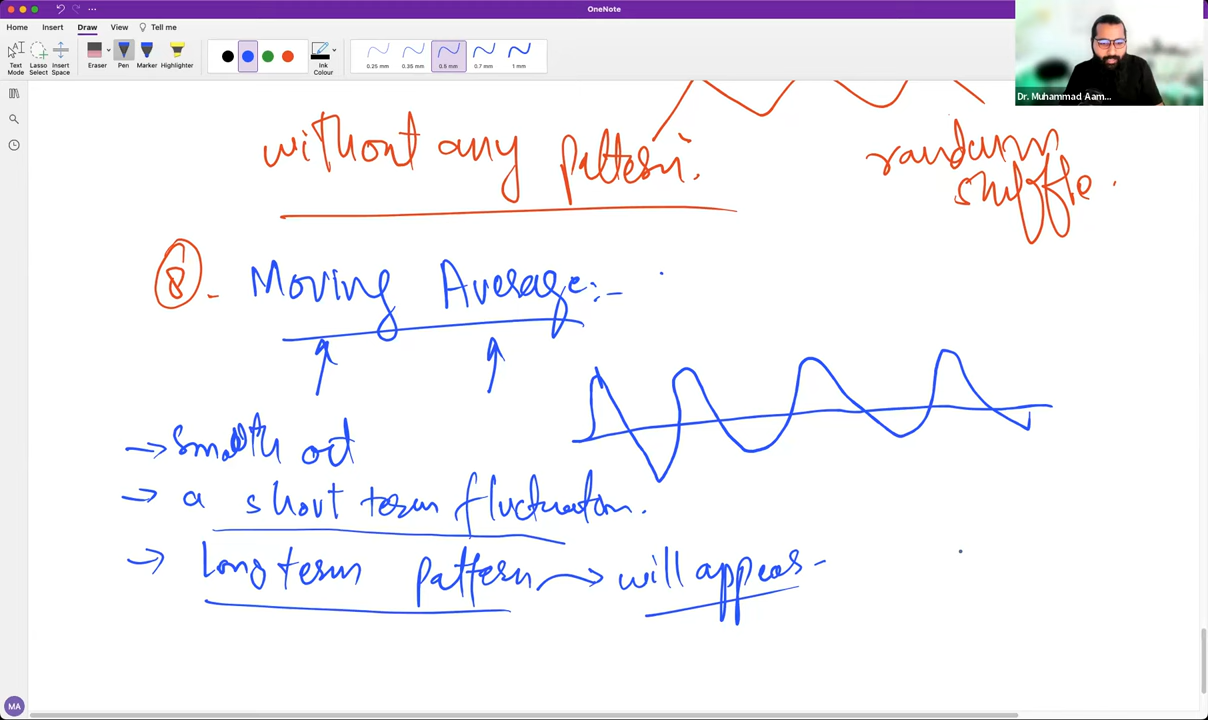 OneNote
Home Insert Draw View Tell me
Text Mode Lasso Select Insert Space Eraser Pen Marker Highlighter Ink Colour 0.25 mm 0.35 mm 0.5 mm 0.7 mm 1 mm
Dr. Muhammad Aam...
without any pattern.
random
shuffle.
8- Moving Average:-
→ smooth out
→ a short term fluctuation.
→ long term pattern → will appears-
MA